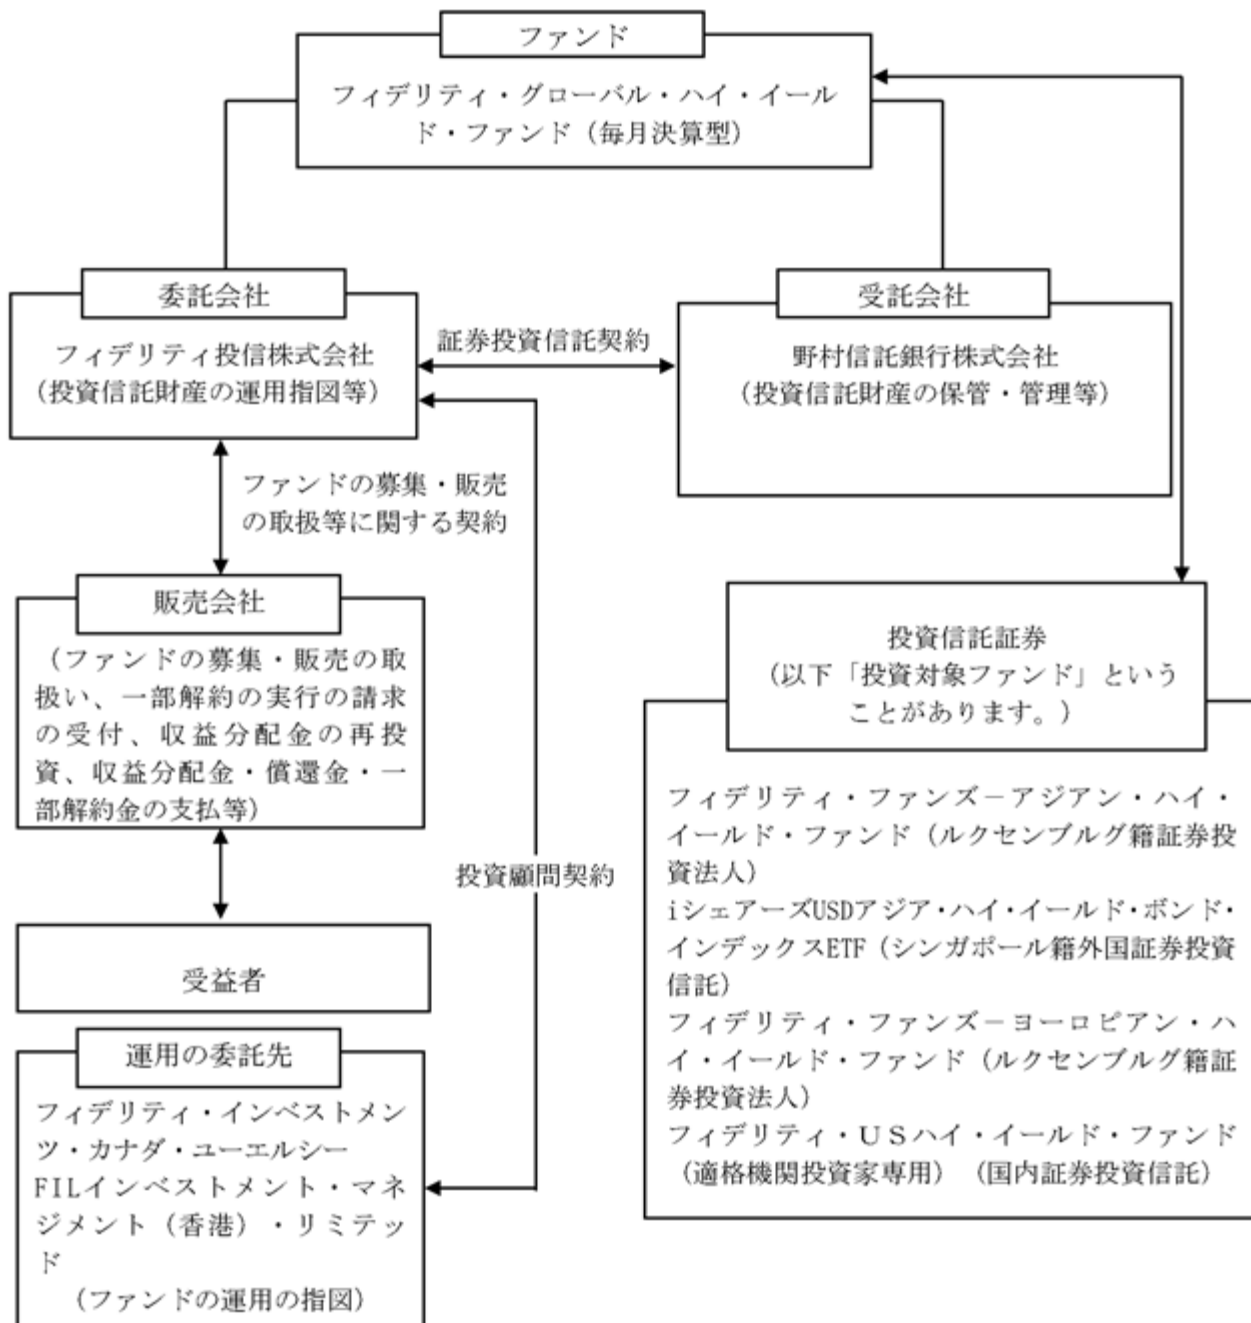 ファンド
フィデリティ・グローバル・ハイ・イール
ド・ファンド（毎月決算型）
委託会社
フィデリティ投信株式会社
（投資信託財産の運用指図等）
証券投資信託契約
受託会社
野村信託銀行株式会社
（投資信託財産の保管・管理等）
ファンドの募集・販売
の取扱等に関する契約
販売会社
（ファンドの募集・販売の取
扱い、一部解約の実行の請求
の受付、収益分配金の再投
資、収益分配金・償還金・一
部解約金の支払等）
投資顧問契約
受益者
運用の委託先
フィデリティ・インベストメン
ツ・カナダ・ユーエルシー
FILインベストメント・マネ
ジメント（香港）・リミテッ
ド
（ファンドの運用の指図）
投資信託証券
（以下「投資対象ファンド」という
ことがあります。）
フィデリティ・ファンズ－アジアン・ハイ・
イールド・ファンド（ルクセンブルグ籍証券投
資法人）
iシェアーズUSDアジア・ハイ・イールド・ボンド・
インデックスETF（シンガポール籍外国証券投資
信託）
フィデリティ・ファンズ－ヨーロピアン・ハ
イ・イールド・ファンド（ルクセンブルグ籍証
券投資法人）
フィデリティ・ＵＳハイ・イールド・ファンド
（適格機関投資家専用）（国内証券投資信託）